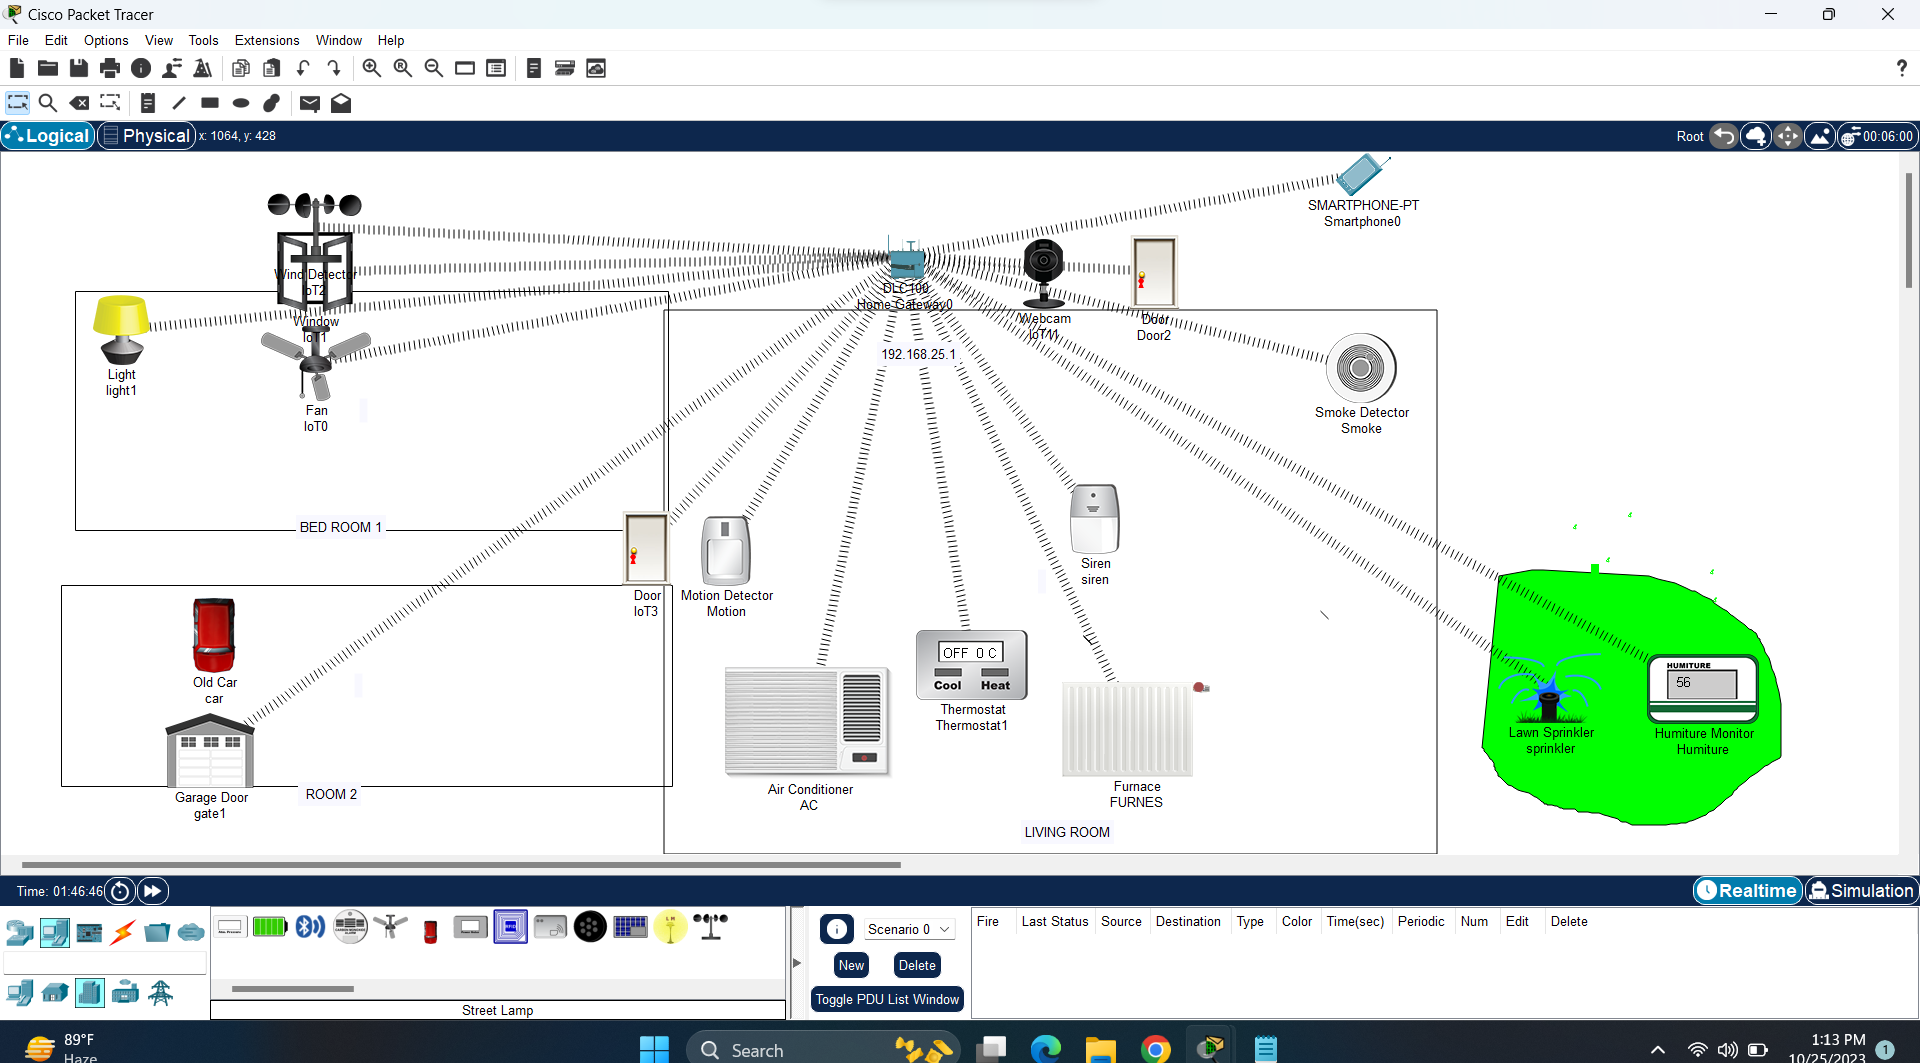 Cisco Packet Tracer
File Edit Options View Tools Extensions Window Help
?
Logical Physical x: 1064, y: 428 Root 00:06:00
SMARTPHONE-PT
Smartphone0
Wind Detector
IoT2
Window
IoT1
Light
light1
Fan
IoT0
DLC100
Home Gateway0
192.168.25.1
Webcam
IoT11
Door
Door2
Smoke Detector
Smoke
BED ROOM 1
Door
IoT3
Motion Detector
Motion
Siren
siren
Old Car
car
OFF 0 C
Cool Heat
Thermostat
Thermostat1
HUMITURE
56
Lawn Sprinkler
sprinkler
Humiture Monitor
Humiture
Garage Door
gate1
ROOM 2
Air Conditioner
AC
Furnace
FURNES
LIVING ROOM
Time: 01:46:46 Realtime Simulation
Scenario 0
New Delete
Toggle PDU List Window
Fire Last Status Source Destination Type Color Time(sec) Periodic Num Edit Delete
Street Lamp
89°F
Haze
Search
1:13 PM
10/25/2023
1